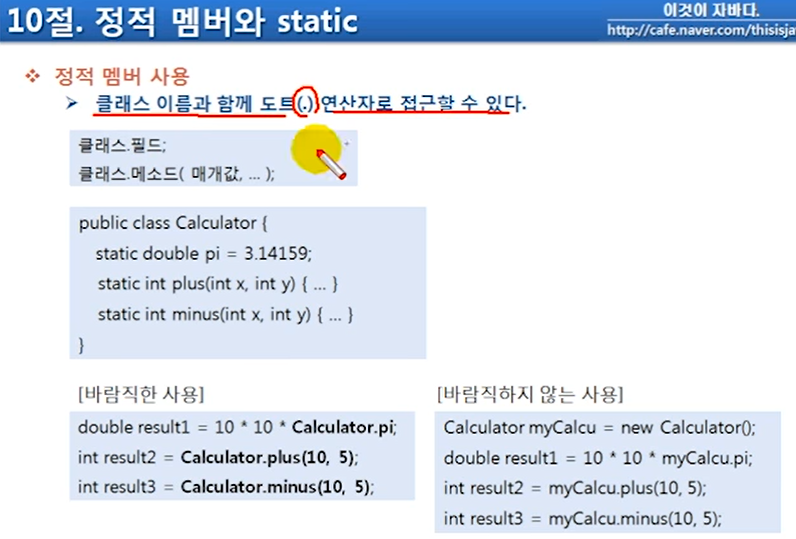 10절. 정적 멤버와 static
이것이 자바다.
http://cafe.naver.com/thisisja
❖ 정적 멤버 사용
➤ 클래스 이름과 함께 도트(.) 연산자로 접근할 수 있다.
클래스.필드;
클래스.메소드( 매개값, ... );
public class Calculator {
static double pi = 3.14159;
static int plus(int x, int y) { ... }
static int minus(int x, int y) { ... }
}
[바람직한 사용]
double result1 = 10 * 10 * Calculator.pi;
int result2 = Calculator.plus(10, 5);
int result3 = Calculator.minus(10, 5);
[바람직하지 않는 사용]
Calculator myCalcu = new Calculator();
double result1 = 10 * 10 * myCalcu.pi;
int result2 = myCalcu.plus(10, 5);
int result3 = myCalcu.minus(10, 5);